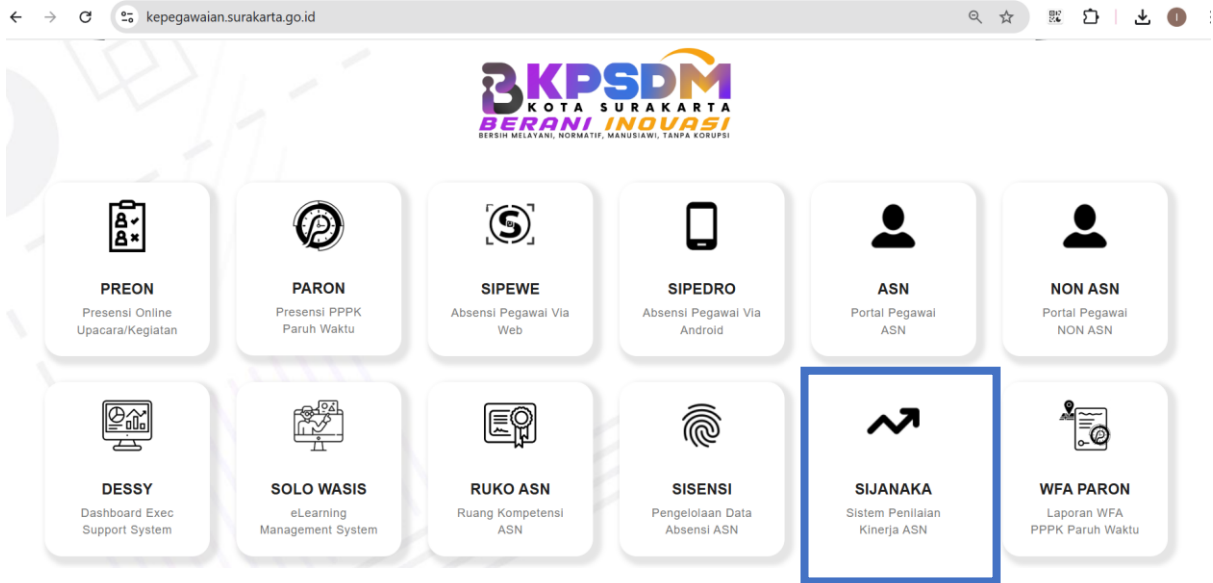 kepegawaian.surakarta.go.id
BKPSDM
KOTA SURAKARTA
BERANI INOVASI
BERSIH MELAYANI, NORMATIF, MANUSIAWI, TANPA KORUPSI
PREON
Presensi Online
Upacara/Kegiatan
PARON
Presensi PPPK
Paruh Waktu
SIPEWE
Absensi Pegawai Via
Web
SIPEDRO
Absensi Pegawai Via
Android
ASN
Portal Pegawai
ASN
NON ASN
Portal Pegawai
NON ASN
DESSY
Dashboard Exec
Support System
SOLO WASIS
eLearning
Management System
RUKO ASN
Ruang Kompetensi
ASN
SISENSI
Pengelolaan Data
Absensi ASN
SIJANAKA
Sistem Penilaian
Kinerja ASN
WFA PARON
Laporan WFA
PPPK Paruh Waktu